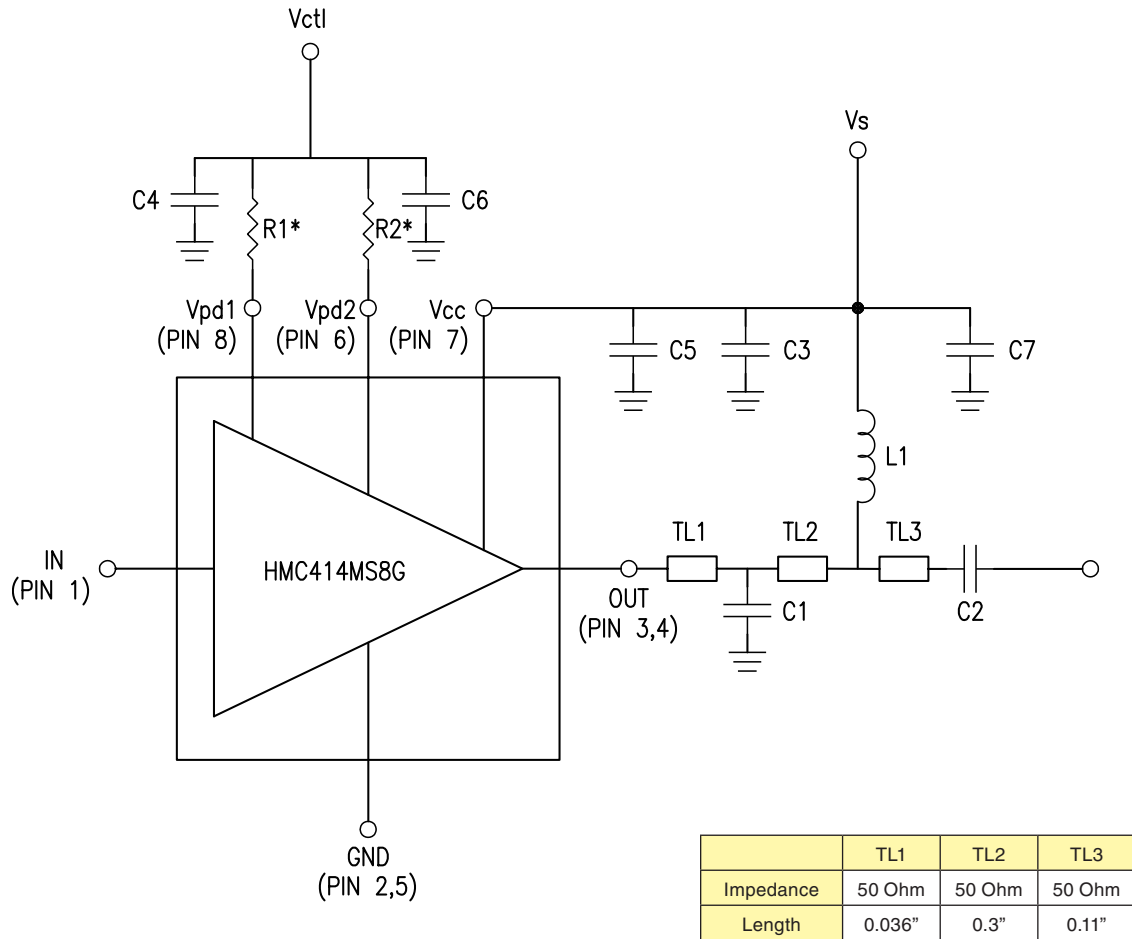 Vctl
Vs
C4
R1*
R2*
C6
Vpd1
(PIN 8)
Vpd2
(PIN 6)
Vcc
(PIN 7)
C5
C3
C7
L1
IN
(PIN 1)
HMC414MS8G
OUT
(PIN 3,4)
TL1
TL2
TL3
C1
C2
GND
(PIN 2,5)
TL1 TL2 TL3
Impedance 50 Ohm 50 Ohm 50 Ohm
Length 0.036” 0.3” 0.11”